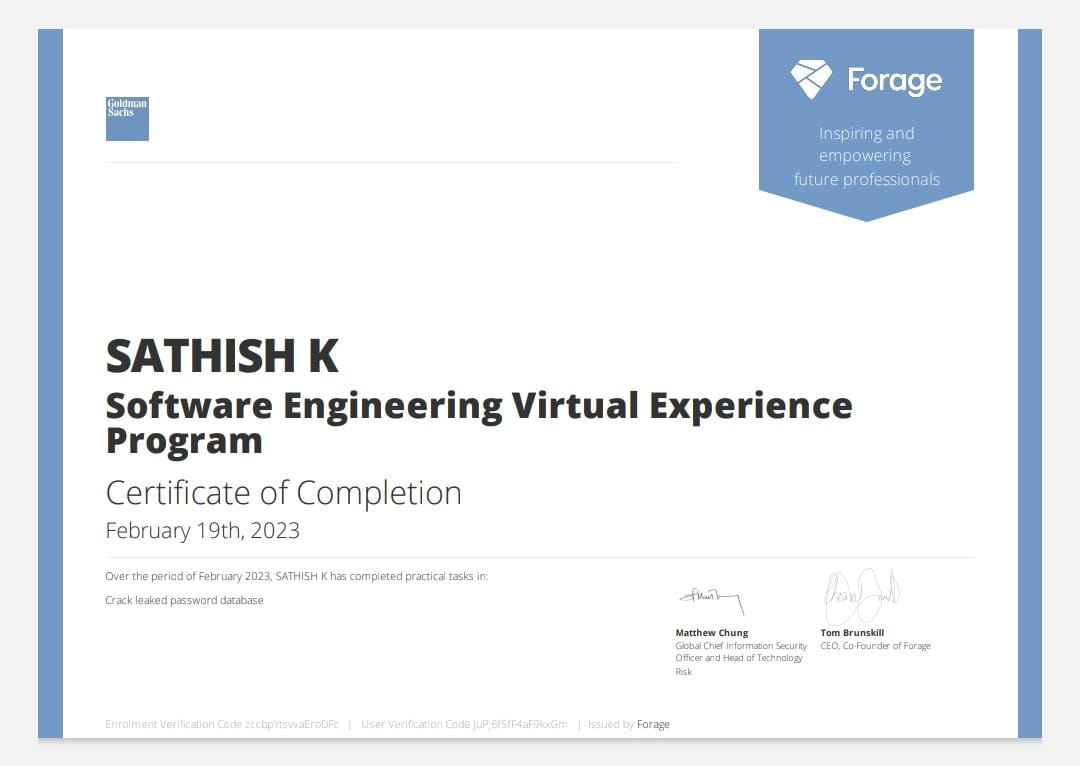 Goldman
Sachs
Forage
Inspiring and
empowering
future professionals
SATHISH K
Software Engineering Virtual Experience
Program
Certificate of Completion
February 19th, 2023
Over the period of February 2023, SATHISH K has completed practical tasks in:
Crack leaked password database
Matthew Chung
Global Chief Information Security
Officer and Head of Technology
Risk
Tom Brunskill
CEO, Co-Founder of Forage
Enrolment Verification Code zccbpYtsvvaEroDFc | User Verification Code | Issued by Forage